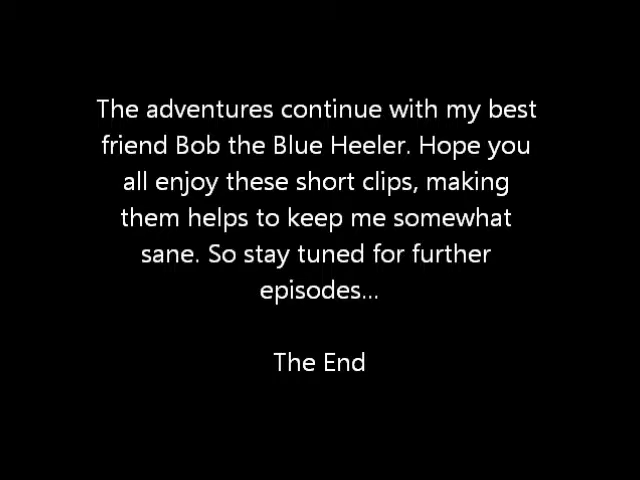 The adventures continue with my best
friend Bob the Blue Heeler. Hope you
all enjoy these short clips, making
them helps to keep me somewhat
sane. So stay tuned for further
episodes...
The End